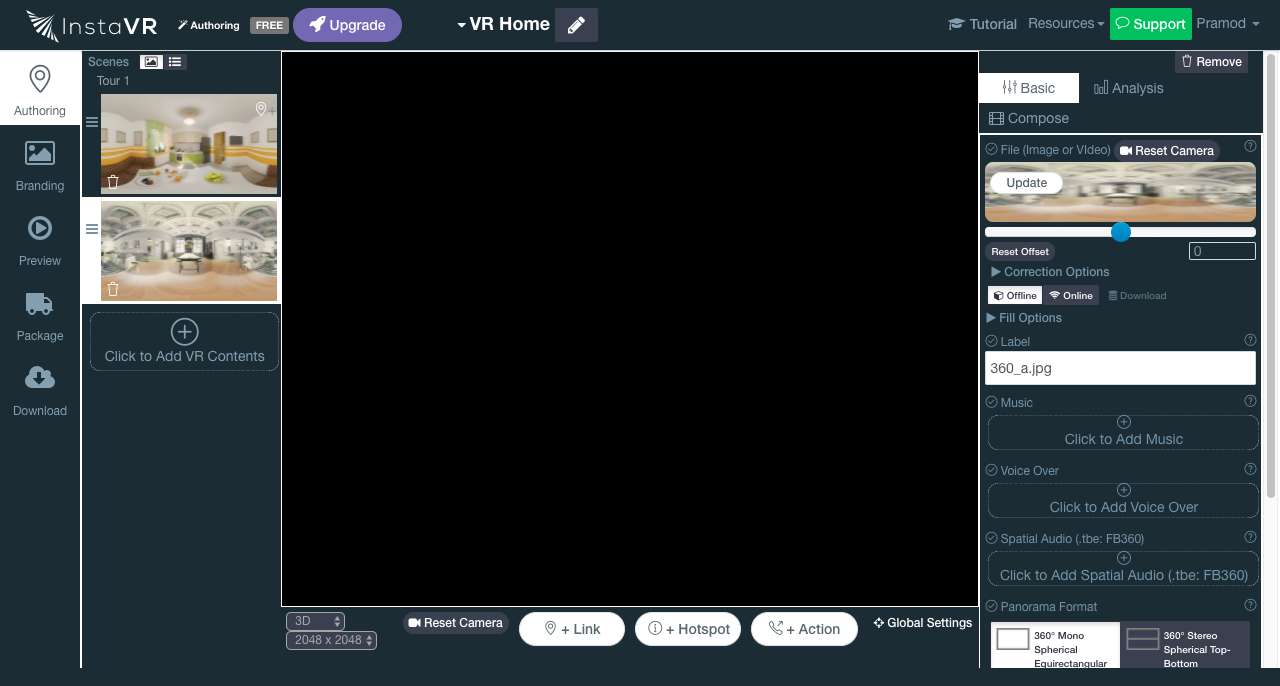 InstaVR
Authoring
FREE
Upgrade
VR Home
Tutorial
Resources
Support
Pramod
Authoring
Branding
Preview
Package
Download
Scenes
Tour 1
Click to Add VR Contents
3D
2048 x 2048
Reset Camera
+ Link
+ Hotspot
+ Action
Global Settings
Remove
Basic
Analysis
Compose
File (Image or VIdeo)
Reset Camera
Update
Reset Offset
0
Correction Options
Offline
Online
Download
Fill Options
Label
360_a.jpg
Music
Click to Add Music
Voice Over
Click to Add Voice Over
Spatial Audio (.tbe: FB360)
Click to Add Spatial Audio (.tbe: FB360)
Panorama Format
360° Mono
Spherical
Equirectangular
360° Stereo
Spherical Top-
Bottom